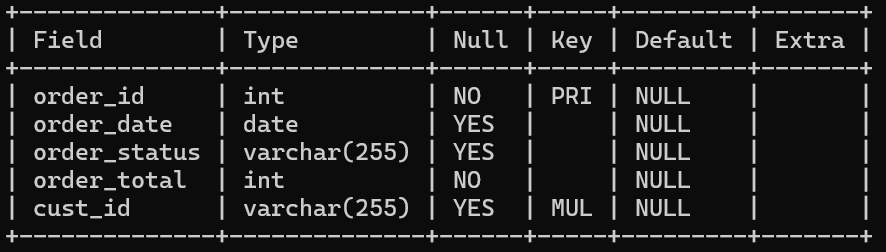 +--------------+--------------+------+-----+---------+-------+
| Field        | Type         | Null | Key | Default | Extra |
+--------------+--------------+------+-----+---------+-------+
| order_id     | int          | NO   | PRI | NULL    |       |
| order_date   | date         | YES  |     | NULL    |       |
| order_status | varchar(255) | YES  |     | NULL    |       |
| order_total  | int          | NO   |     | NULL    |       |
| cust_id      | varchar(255) | YES  | MUL | NULL    |       |
+--------------+--------------+------+-----+---------+-------+